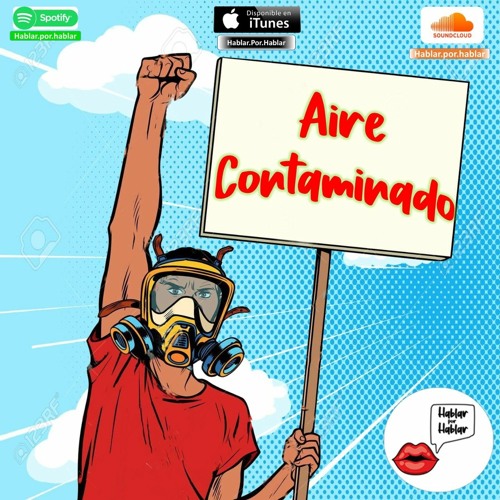 Spotify
Hablar.por.hablar
Disponible en
iTunes
Hablar.Por.Hablar
SOUNDCLOUD
Hablar.por.hablar
Aire
Contaminado
Hablar
por
Hablar